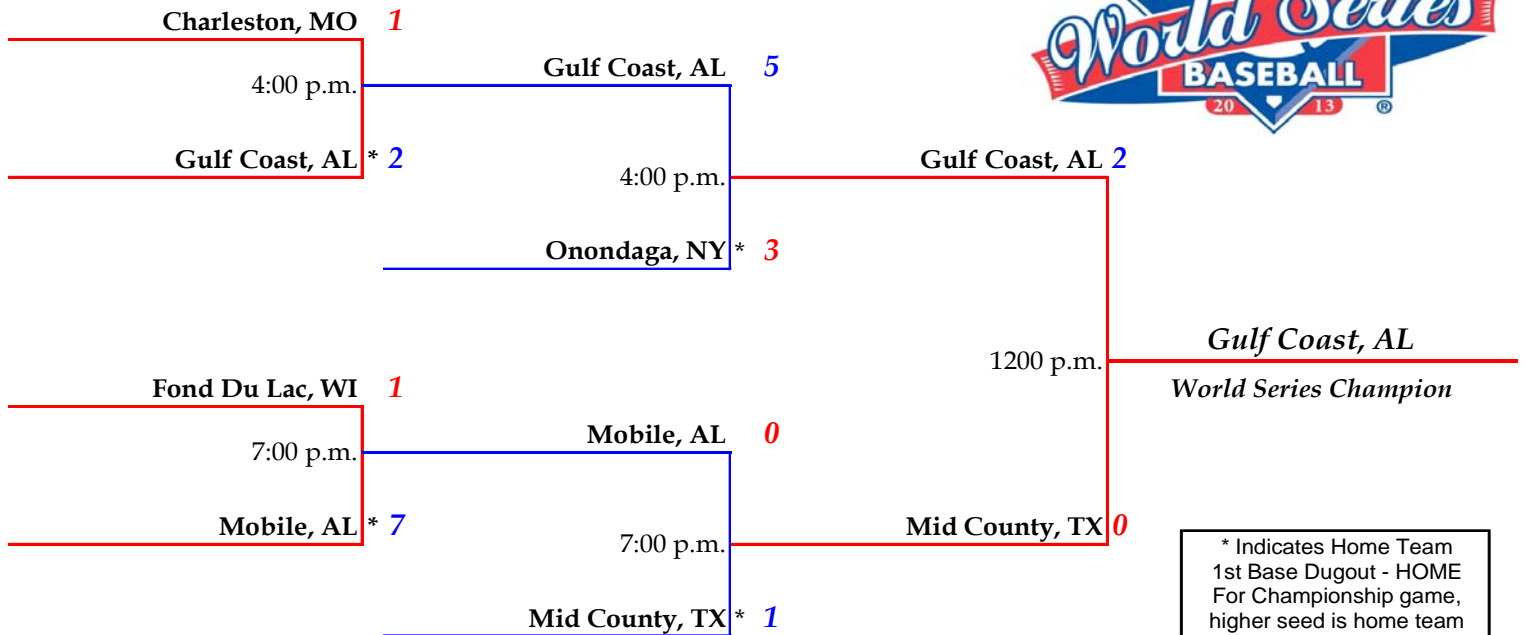 World Series
BASEBALL
20 13 ®
Charleston, MO 1
4:00 p.m.
Gulf Coast, AL * 2
Gulf Coast, AL 5
4:00 p.m.
Onondaga, NY * 3
Gulf Coast, AL 2
1200 p.m.
Gulf Coast, AL
World Series Champion
Fond Du Lac, WI 1
7:00 p.m.
Mobile, AL * 7
Mobile, AL 0
7:00 p.m.
Mid County, TX * 1
Mid County, TX 0
* Indicates Home Team
1st Base Dugout - HOME
For Championship game,
higher seed is home team